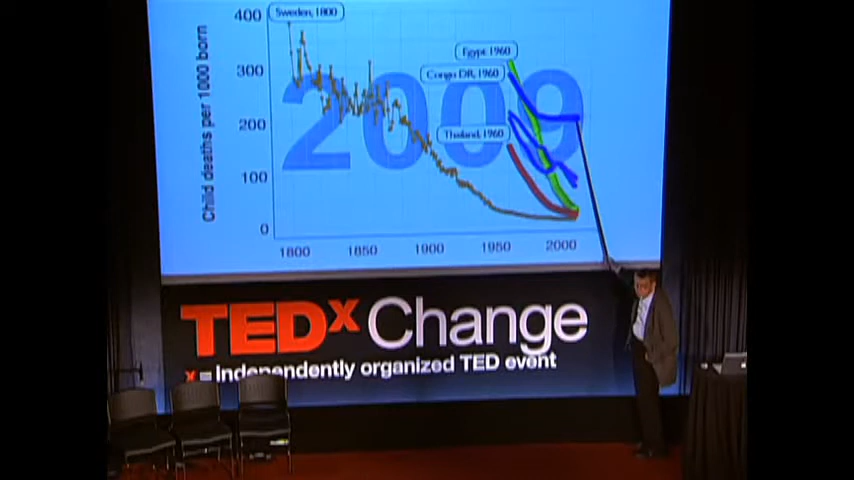 Child deaths per 1000 born
400
300
200
100
0
Sweden, 1800
Egypt 1960
Congo DR, 1960
Thailand, 1960
2009
1800 1850 1900 1950 2000
TEDx Change
x = independently organized TED event